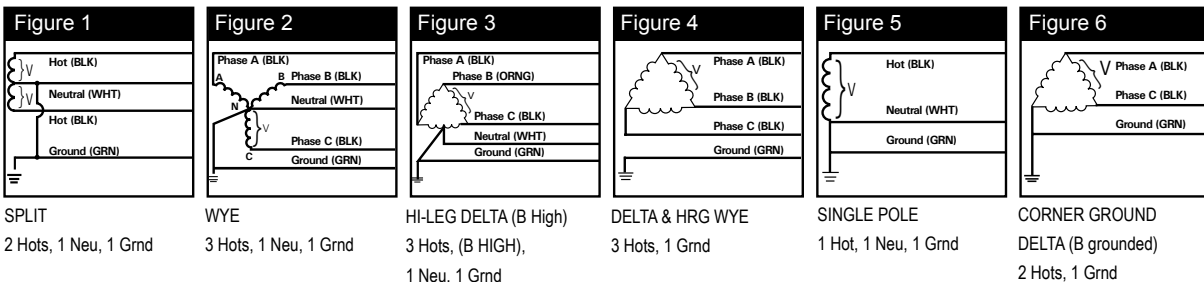 Figure 1
Hot (BLK)
V
Neutral (WHT)
V
Hot (BLK)
Ground (GRN)
SPLIT
2 Hots, 1 Neu, 1 Grnd
Figure 2
Phase A (BLK)
A
B Phase B (BLK)
N
Neutral (WHT)
V
Phase C (BLK)
C
Ground (GRN)
WYE
3 Hots, 1 Neu, 1 Grnd
Figure 3
Phase A (BLK)
Phase B (ORNG)
V
Phase C (BLK)
Neutral (WHT)
Ground (GRN)
HI-LEG DELTA (B High)
3 Hots, (B HIGH),
1 Neu, 1 Grnd
Figure 4
Phase A (BLK)
V
Phase B (BLK)
Phase C (BLK)
Ground (GRN)
DELTA & HRG WYE
3 Hots, 1 Grnd
Figure 5
Hot (BLK)
V
Neutral (WHT)
Ground (GRN)
SINGLE POLE
1 Hot, 1 Neu, 1 Grnd
Figure 6
V Phase A (BLK)
Phase C (BLK)
Ground (GRN)
CORNER GROUND
DELTA (B grounded)
2 Hots, 1 Grnd